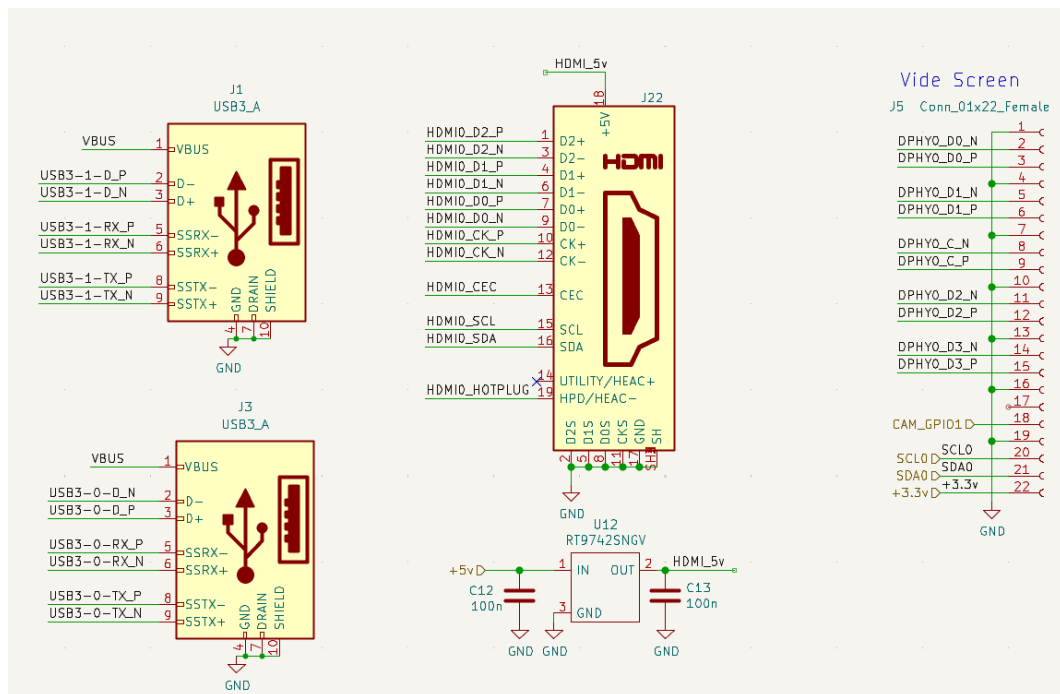 J1
USB3_A
VBUS
1
VBUS
USB3-1-D_P
2
D-
USB3-1-D_N
3
D+
USB3-1-RX_P
5
SSRX-
USB3-1-RX_N
6
SSRX+
USB3-1-TX_P
8
SSTX-
USB3-1-TX_N
9
SSTX+
GND
DRAIN
SHIELD
4
7
10
GND
J3
USB3_A
VBUS
1
VBUS
USB3-0-D_N
2
D-
USB3-0-D_P
3
D+
USB3-0-RX_P
5
SSRX-
USB3-0-RX_N
6
SSRX+
USB3-0-TX_P
8
SSTX-
USB3-0-TX_N
9
SSTX+
GND
DRAIN
SHIELD
4
7
10
GND
HDMI_5v
18
J22
+5V
HDMI
HDMI0_D2_P
1
D2+
HDMI0_D2_N
3
D2-
HDMI0_D1_P
4
D1+
HDMI0_D1_N
6
D1-
HDMI0_D0_P
7
D0+
HDMI0_D0_N
9
D0-
HDMI0_CK_P
10
CK+
HDMI0_CK_N
12
CK-
HDMI0_CEC
13
CEC
HDMI0_SCL
15
SCL
HDMI0_SDA
16
SDA
14
UTILITY/HEAC+
HDMI0_HOTPLUG
19
HPD/HEAC-
D2S
D1S
D0S
CKS
GND
SH
2
5
8
11
17
SH
GND
U12
RT9742SNGV
+5v
1
IN
OUT
2
HDMI_5v
C12
100n
3
GND
C13
100n
GND
GND
GND
Vide Screen
J5 Conn_01x22_Female
1
DPHY0_D0_N
2
DPHY0_D0_P
3
4
DPHY0_D1_N
5
DPHY0_D1_P
6
7
DPHY0_C_N
8
DPHY0_C_P
9
10
DPHY0_D2_N
11
DPHY0_D2_P
12
13
DPHY0_D3_N
14
DPHY0_D3_P
15
16
17
CAM_GPIO1
18
19
SCL0
SCL0
20
SDA0
SDA0
21
+3.3v
+3.3v
22
GND